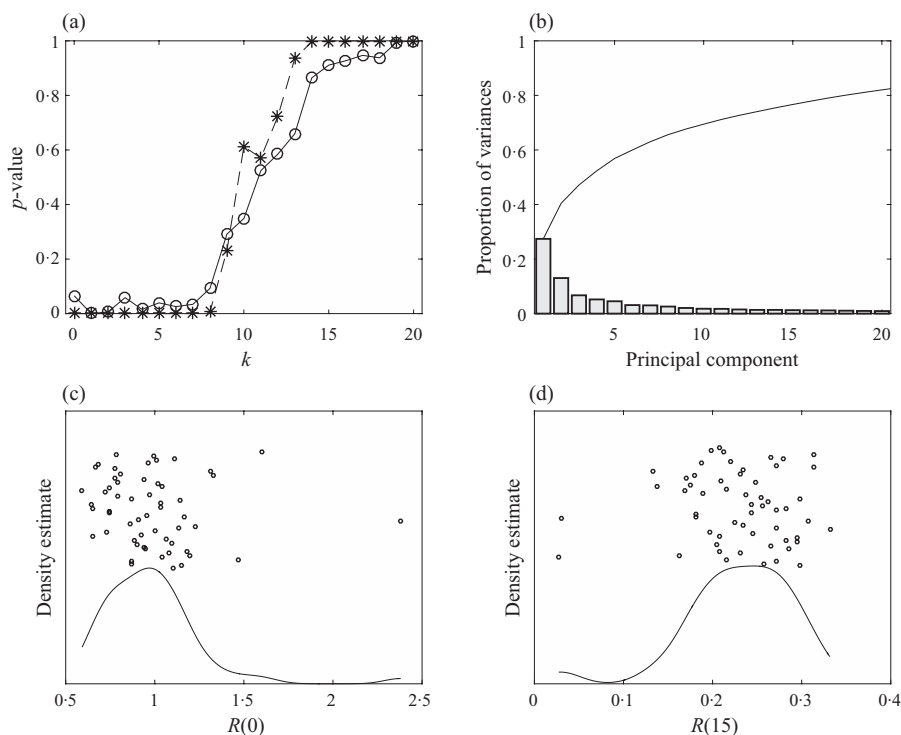 (a)
1
0·8
0·6
0·4
0·2
0
p-value
0 5 10 15 20
k
(b)
1
0·8
0·6
0·4
0·2
0
Proportion of variances
5 10 15 20
Principal component
(c)
Density estimate
0·5 1 1·5 2 2·5
R(0)
(d)
Density estimate
0 0·1 0·2 0·3 0·4
R(15)